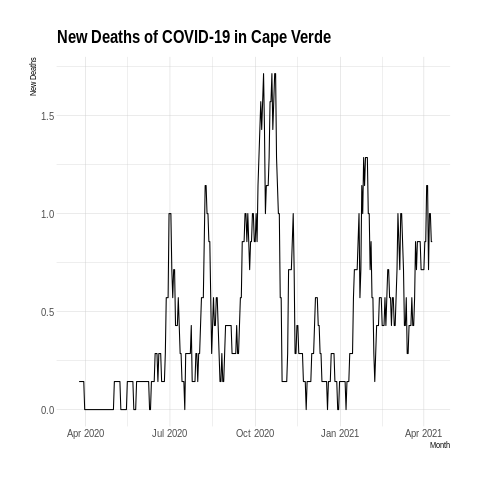 New Deaths of COVID-19 in Cape Verde
New Deaths
1.5
1.0
0.5
0.0
Apr 2020 Jul 2020 Oct 2020 Jan 2021 Apr 2021
Month